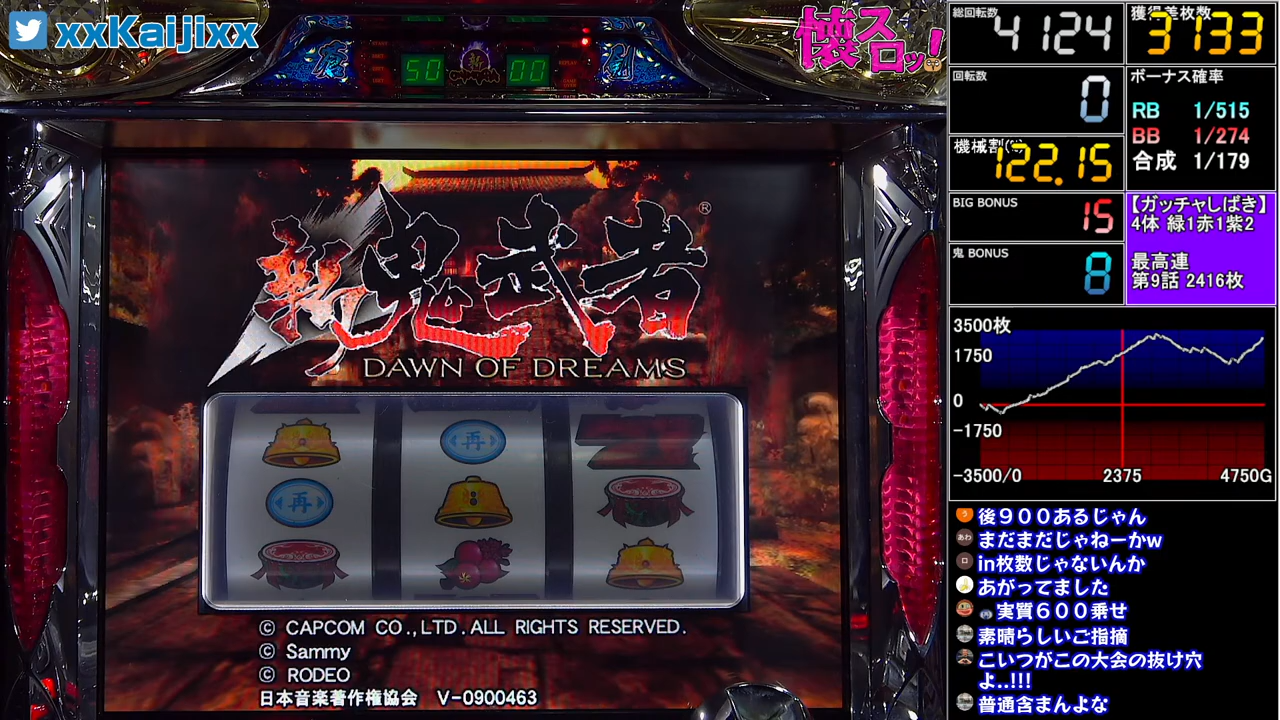 xxKaijixx
50
00
懐スロッ!
新鬼武者
®
DAWN OF DREAMS
再
再
© CAPCOM CO.,LTD.ALL RIGHTS RESERVED.
© Sammy
© RODEO
日本音楽著作権協会 V-0900463
総回転数
4124
獲得差枚数
3133
回転数
0
ボーナス確率
RB 1/515
BB 1/274
合成 1/179
機械割(%)
122.15
BIG BONUS
15
鬼 BONUS
8
【ガッチャしばき】
4体 緑1赤1紫2
最高連
第9話 2416枚
3500枚
1750
0
-1750
-3500/0 2375 4750G
後900あるじゃん
まだまだじゃねーかw
in枚数じゃないんか
あがってました
実質600乗せ
素晴らしいご指摘
こいつがこの大会の抜け穴
よ..!!!
普通含まんよな